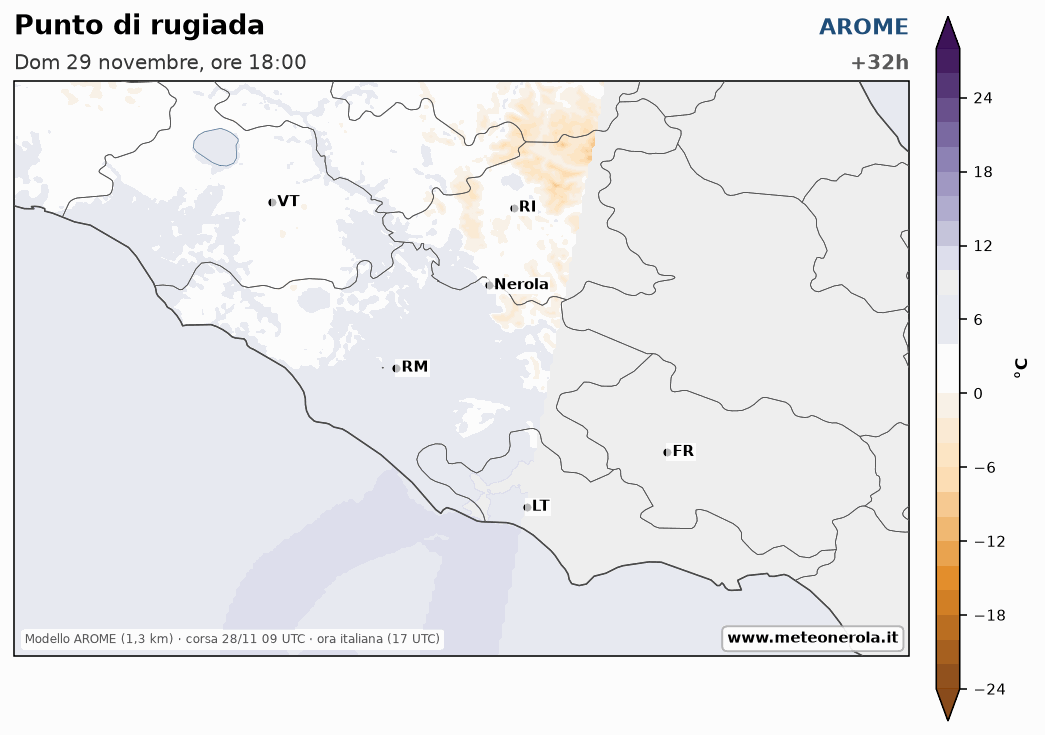 Punto di rugiada
AROME
Dom 29 novembre, ore 18:00
+32h
VT
RI
Nerola
RM
FR
LT
24
18
12
6
0
−6
−12
−18
−24
°C
Modello AROME (1,3 km) · corsa 28/11 09 UTC · ora italiana (17 UTC)
www.meteonerola.it